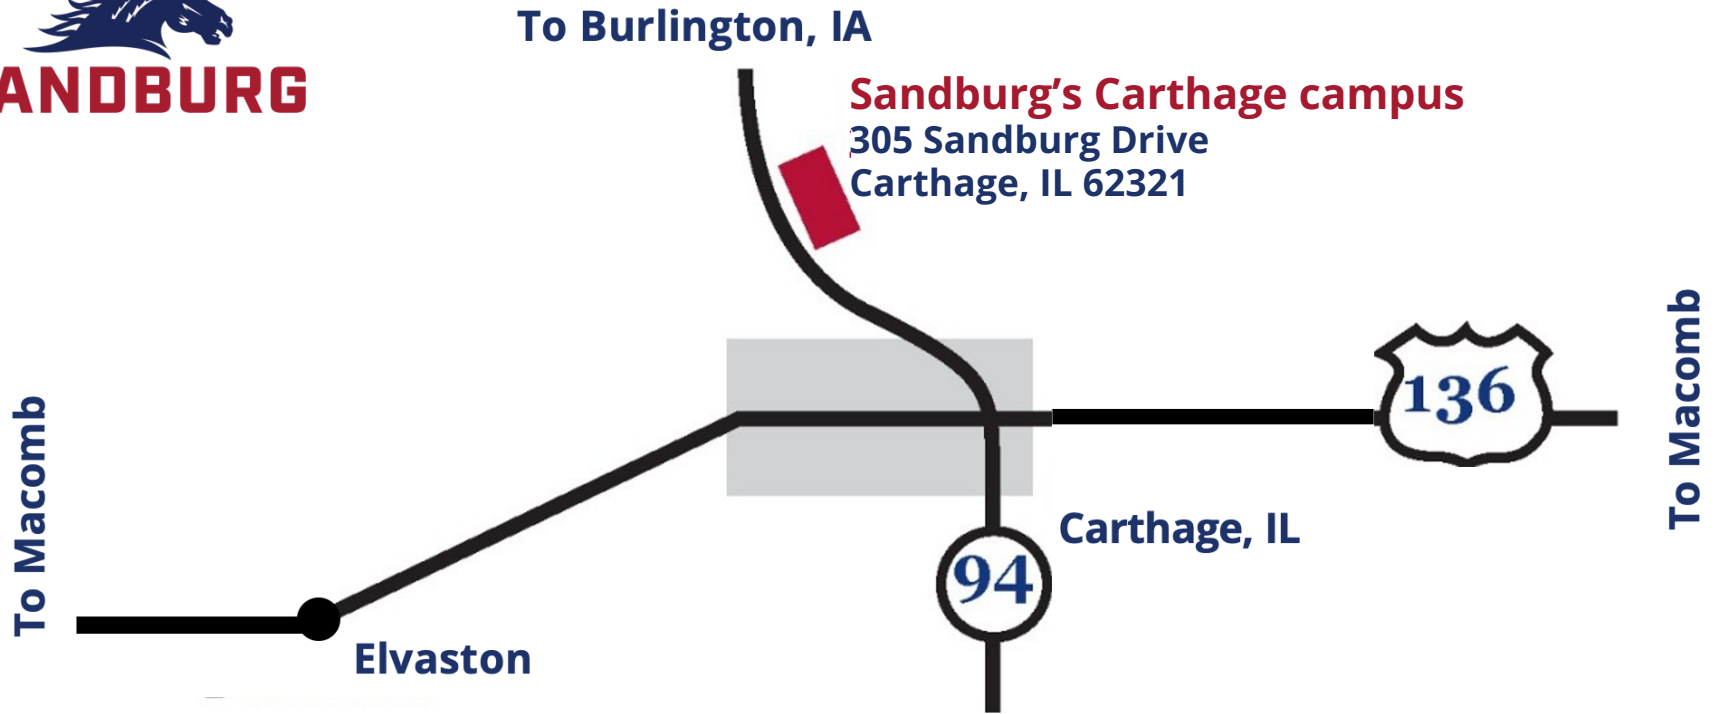 ANDBURG
To Burlington, IA
Sandburg’s Carthage campus
305 Sandburg Drive
Carthage, IL 62321
To Macomb
136
To Macomb
Carthage, IL
94
Elvaston